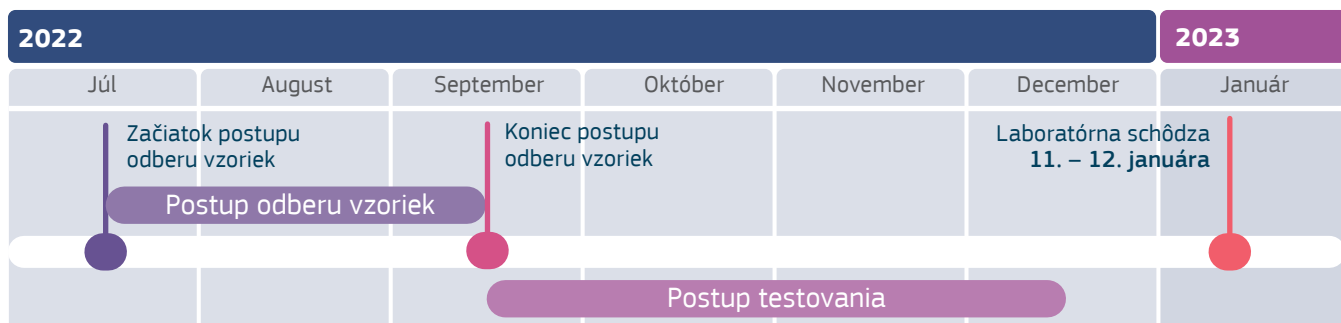 2022
2023
Júl
August
September
Október
November
December
Január
Začiatok postupu
odberu vzoriek
Koniec postupu
odberu vzoriek
Laboratórna schôdza
11. – 12. januára
Postup odberu vzoriek
Postup testovania